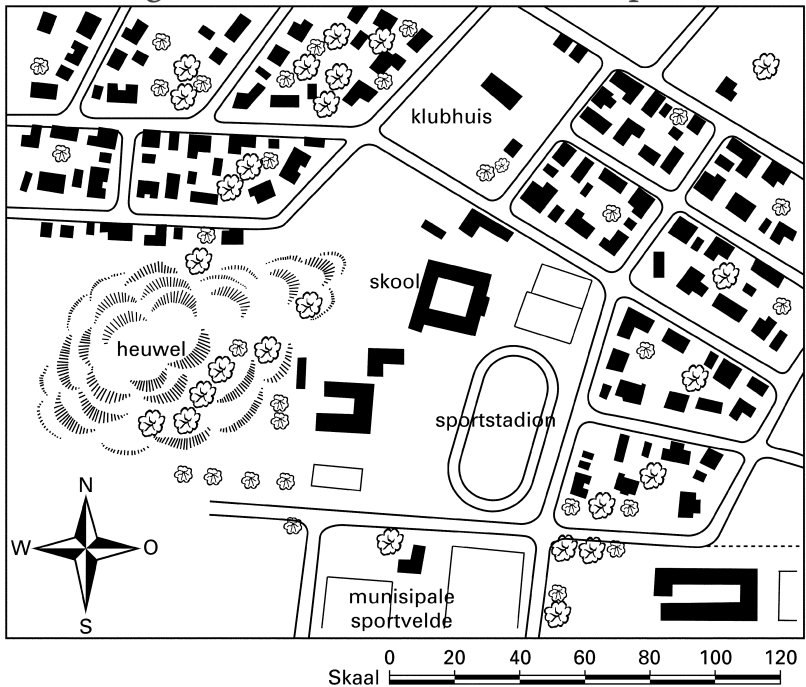 klubhuis
skool
heuwel
sportstadion
N
W
O
S
munisipale
sportvelde
0 20 40 60 80 100 120
Skaal